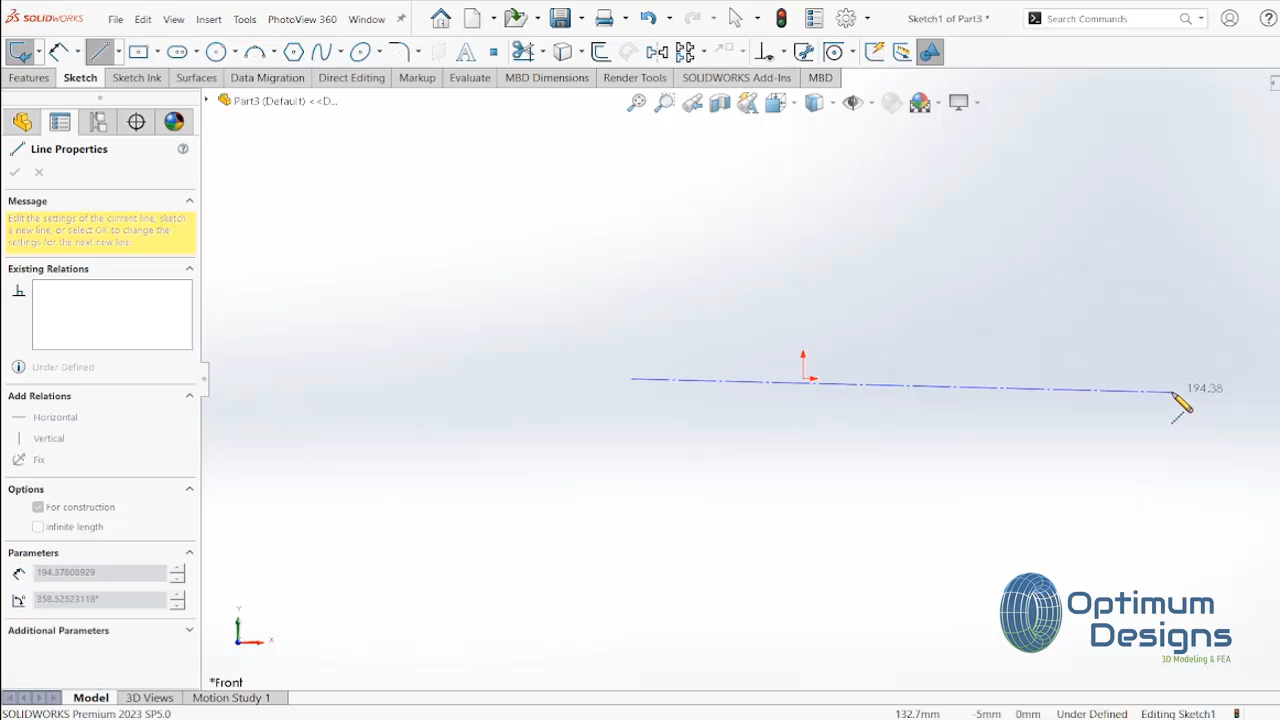 SOLIDWORKS File Edit View Insert Tools PhotoView 360 Window Sketch1 of Part3 * Search Commands
Features Sketch Sketch Ink Surfaces Data Migration Direct Editing Markup Evaluate MBD Dimensions Render Tools SOLIDWORKS Add-Ins MBD
Part3 (Default) <<D...
Line Properties
Message
Edit the settings of the current line, sketch
a new line, or select OK to change the
settings for the next new line.
Existing Relations
Under Defined
Add Relations
Horizontal
Vertical
Fix
Options
For construction
Infinite length
Parameters
194.37808929
358.52523118°
Additional Parameters
194.38
Y
X
*Front
Optimum
Designs
3D Modeling & FEA
Model 3D Views Motion Study 1
SOLIDWORKS Premium 2023 SP5.0 132.7mm -5mm 0mm Under Defined Editing Sketch1